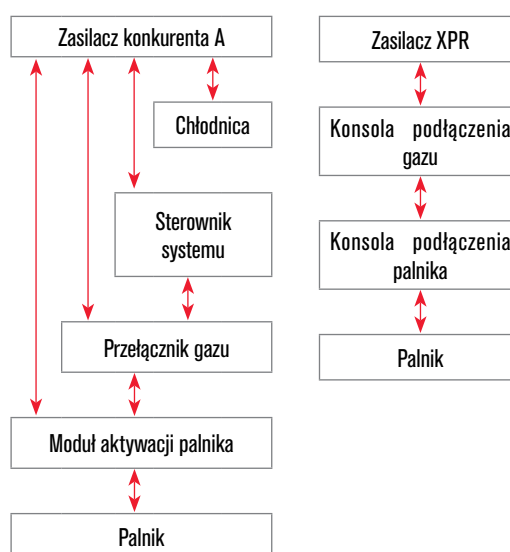 Zasilacz konkurenta A
Chłodnica
Sterownik
systemu
Przełącznik gazu
Moduł aktywacji palnika
Palnik
Zasilacz XPR
Konsola podłączenia
gazu
Konsola podłączenia
palnika
Palnik